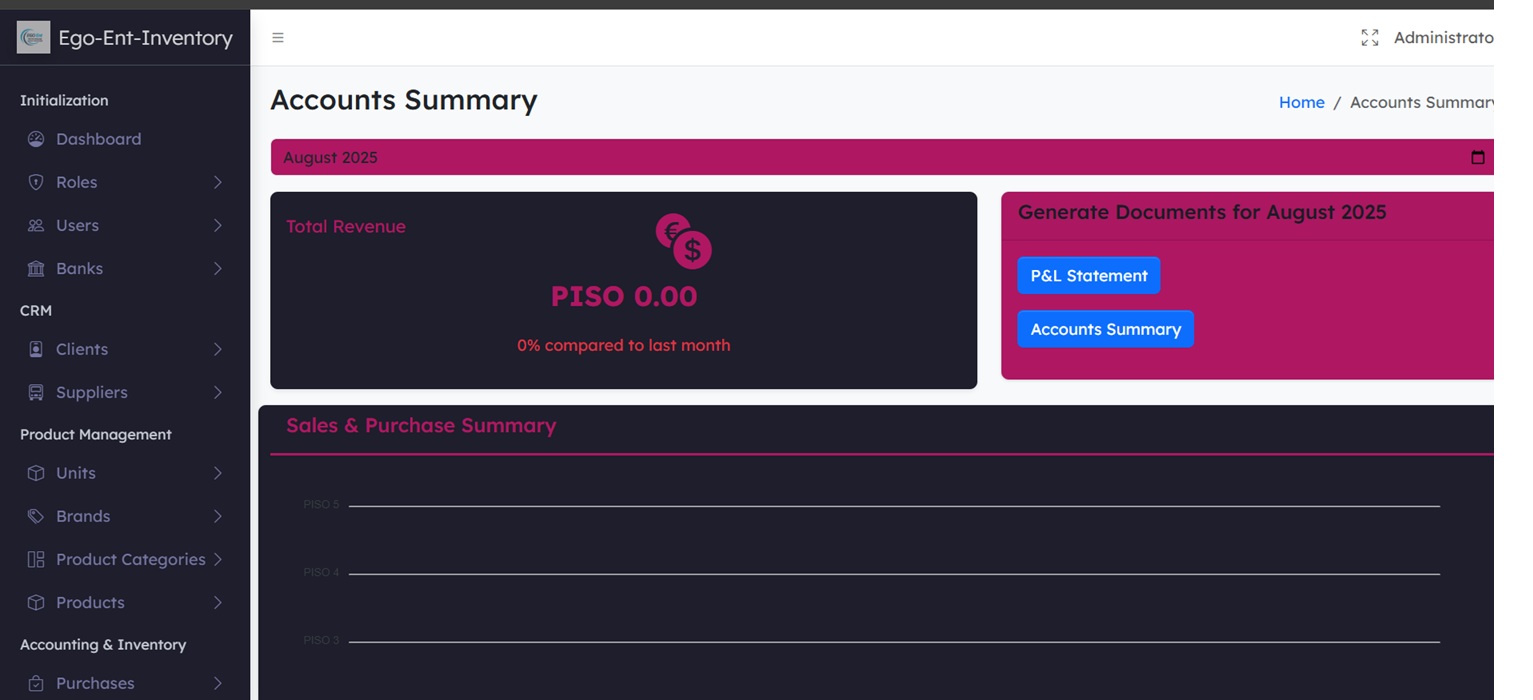 Ego-Ent-Inventory
Administrato
Initialization
Dashboard
Roles
Users
Banks
CRM
Clients
Suppliers
Product Management
Units
Brands
Product Categories
Products
Accounting & Inventory
Purchases
Accounts Summary
Home / Accounts Summary
August 2025
Total Revenue
€
$
PISO 0.00
0% compared to last month
Generate Documents for August 2025
P&L Statement
Accounts Summary
Sales & Purchase Summary
PISO 5
PISO 4
PISO 3